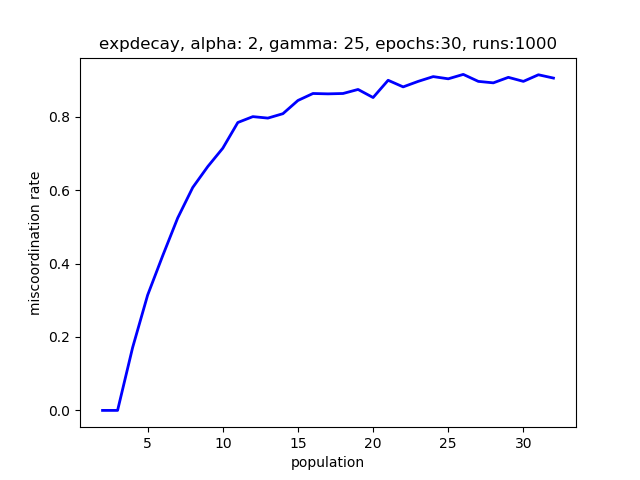 expdecay, alpha: 2, gamma: 25, epochs:30, runs:1000
miscoordination rate
0.8
0.6
0.4
0.2
0.0
5 10 15 20 25 30
population